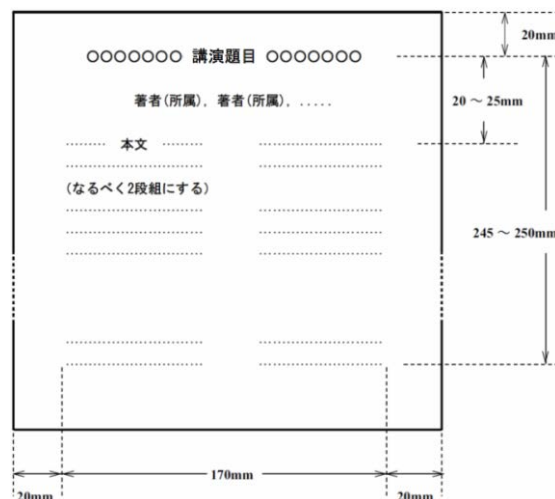 20mm
○○○○○○○ 講演題目 ○○○○○○○
著者(所属), 著者(所属), .....
20 ～ 25mm
本文
(なるべく2段組にする)
245 ～ 250mm
170mm
20mm
20mm